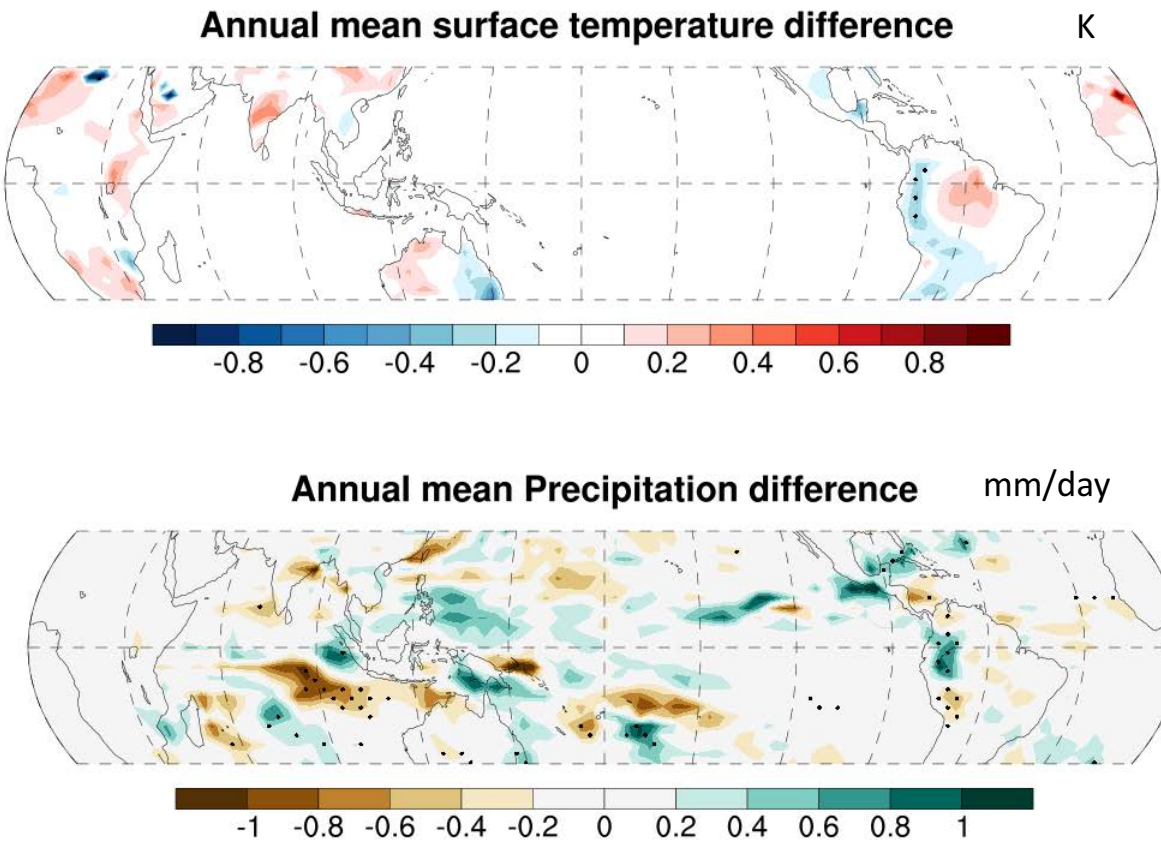 Annual mean surface temperature difference K
-0.8 -0.6 -0.4 -0.2 0 0.2 0.4 0.6 0.8
Annual mean Precipitation difference mm/day
-1 -0.8 -0.6 -0.4 -0.2 0 0.2 0.4 0.6 0.8 1